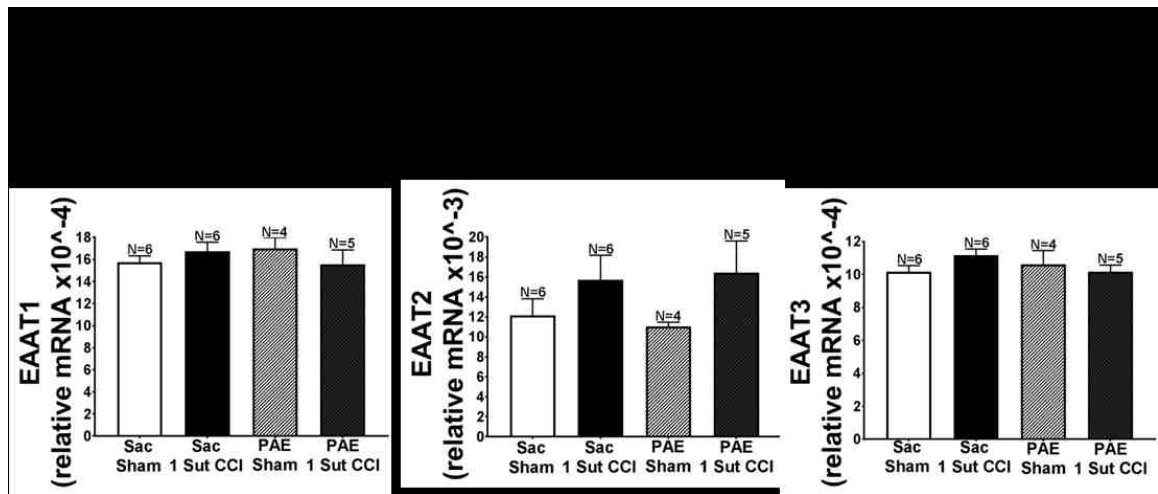 EAAT1
(relative mRNA x10^-4)
18
16
14
12
10
8
6
4
2
0
N=6
N=6
N=4
N=5
Sac
Sham
Sac
1 Sut CCI
PAE
Sham
PAE
1 Sut CCI
EAAT2
(relative mRNA x10^-3)
20
18
16
14
12
10
8
6
4
2
0
N=6
N=6
N=4
N=5
Sac
Sham
Sac
1 Sut CCI
PAE
Sham
PAE
1 Sut CCI
EAAT3
(relative mRNA x10^-4)
12
10
8
6
4
2
0
N=6
N=6
N=4
N=5
Sac
Sham
Sac
1 Sut CCI
PAE
Sham
PAE
1 Sut CCI